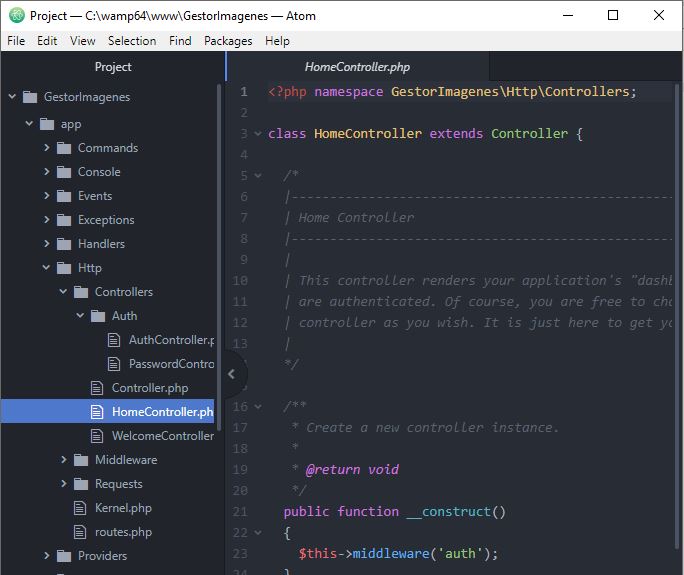 Project — C:\wamp64\www\GestorImagenes — Atom
File Edit View Selection Find Packages Help
Project
GestorImagenes
app
Commands
Console
Events
Exceptions
Handlers
Http
Controllers
Auth
AuthController.p
PasswordContro
Controller.php
HomeController.ph
WelcomeController
Middleware
Requests
Kernel.php
routes.php
Providers
HomeController.php
1 <?php namespace GestorImagenes\Http\Controllers;
2
3 class HomeController extends Controller {
4
5 /*
6 |--------------------------------------------------
7 | Home Controller
8 |--------------------------------------------------
9 |
10 | This controller renders your application's "dashb
11 | are authenticated. Of course, you are free to cha
12 | controller as you wish. It is just here to get yo
13 |
*/
16 /**
17 * Create a new controller instance.
18 *
19 * @return void
20 */
21 public function __construct()
22 {
23 $this->middleware('auth');
24 }